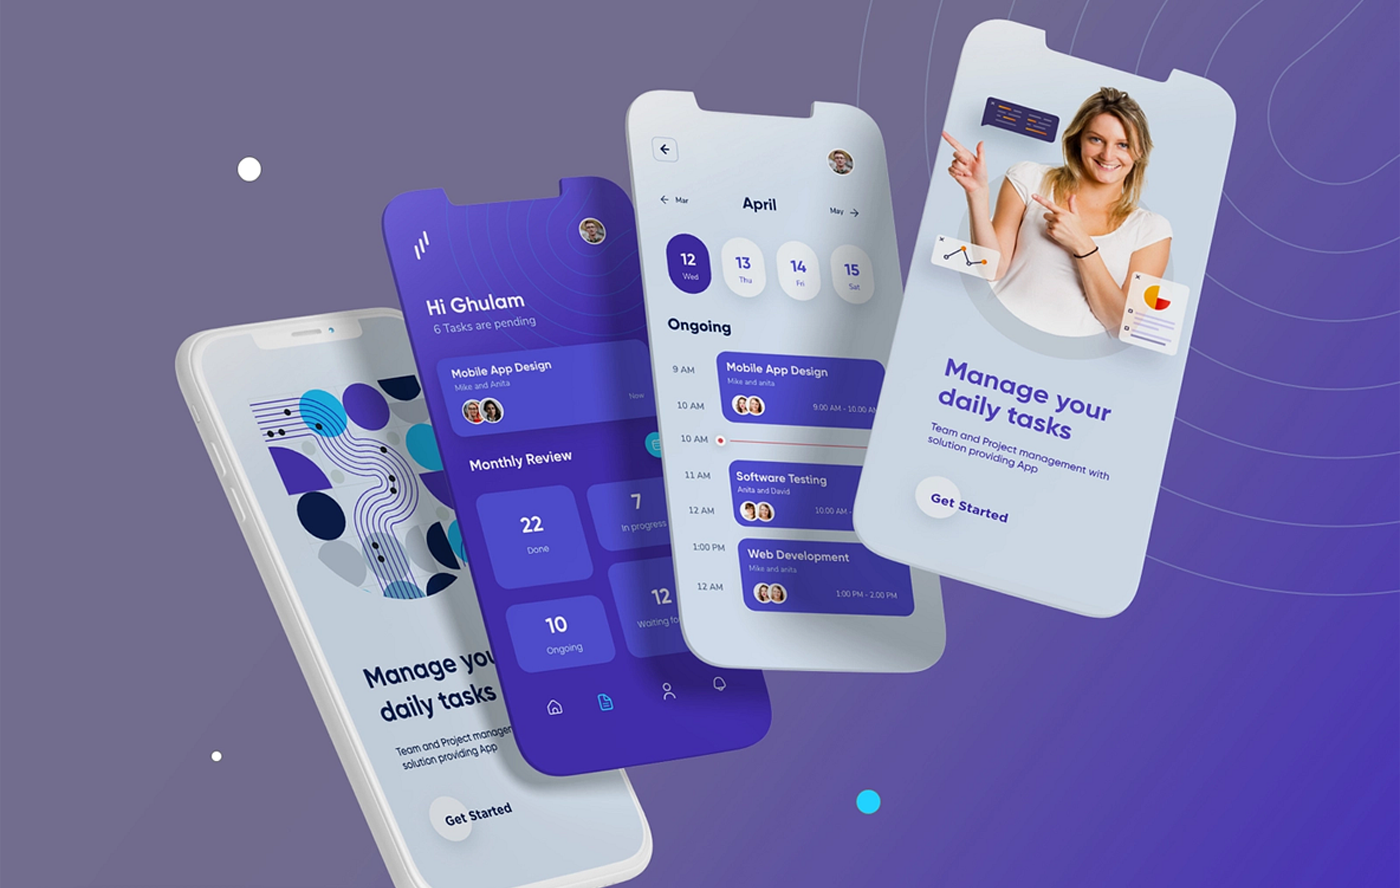 Manage you
daily tasks
Team and Project manager
solution providing App
Get Started
Hi Ghulam
6 Tasks are pending
Mobile App Design
Mike and Anita
Now
Monthly Review
22
Done
7
In progress
10
Ongoing
12
Waiting fo
Mar
April
May
12
Wed
13
Thu
14
Fri
15
Sat
Ongoing
9 AM
Mobile App Design
Mike and anita
10 AM
9.00 AM - 10.00 AM
10 AM
11 AM
Software Testing
Anita and David
12 AM
10.00 AM -
1:00 PM
Web Development
Mike and anita
12 AM
1:00 PM - 2.00 PM
Manage your
daily tasks
Team and Project management with
solution providing App
Get Started